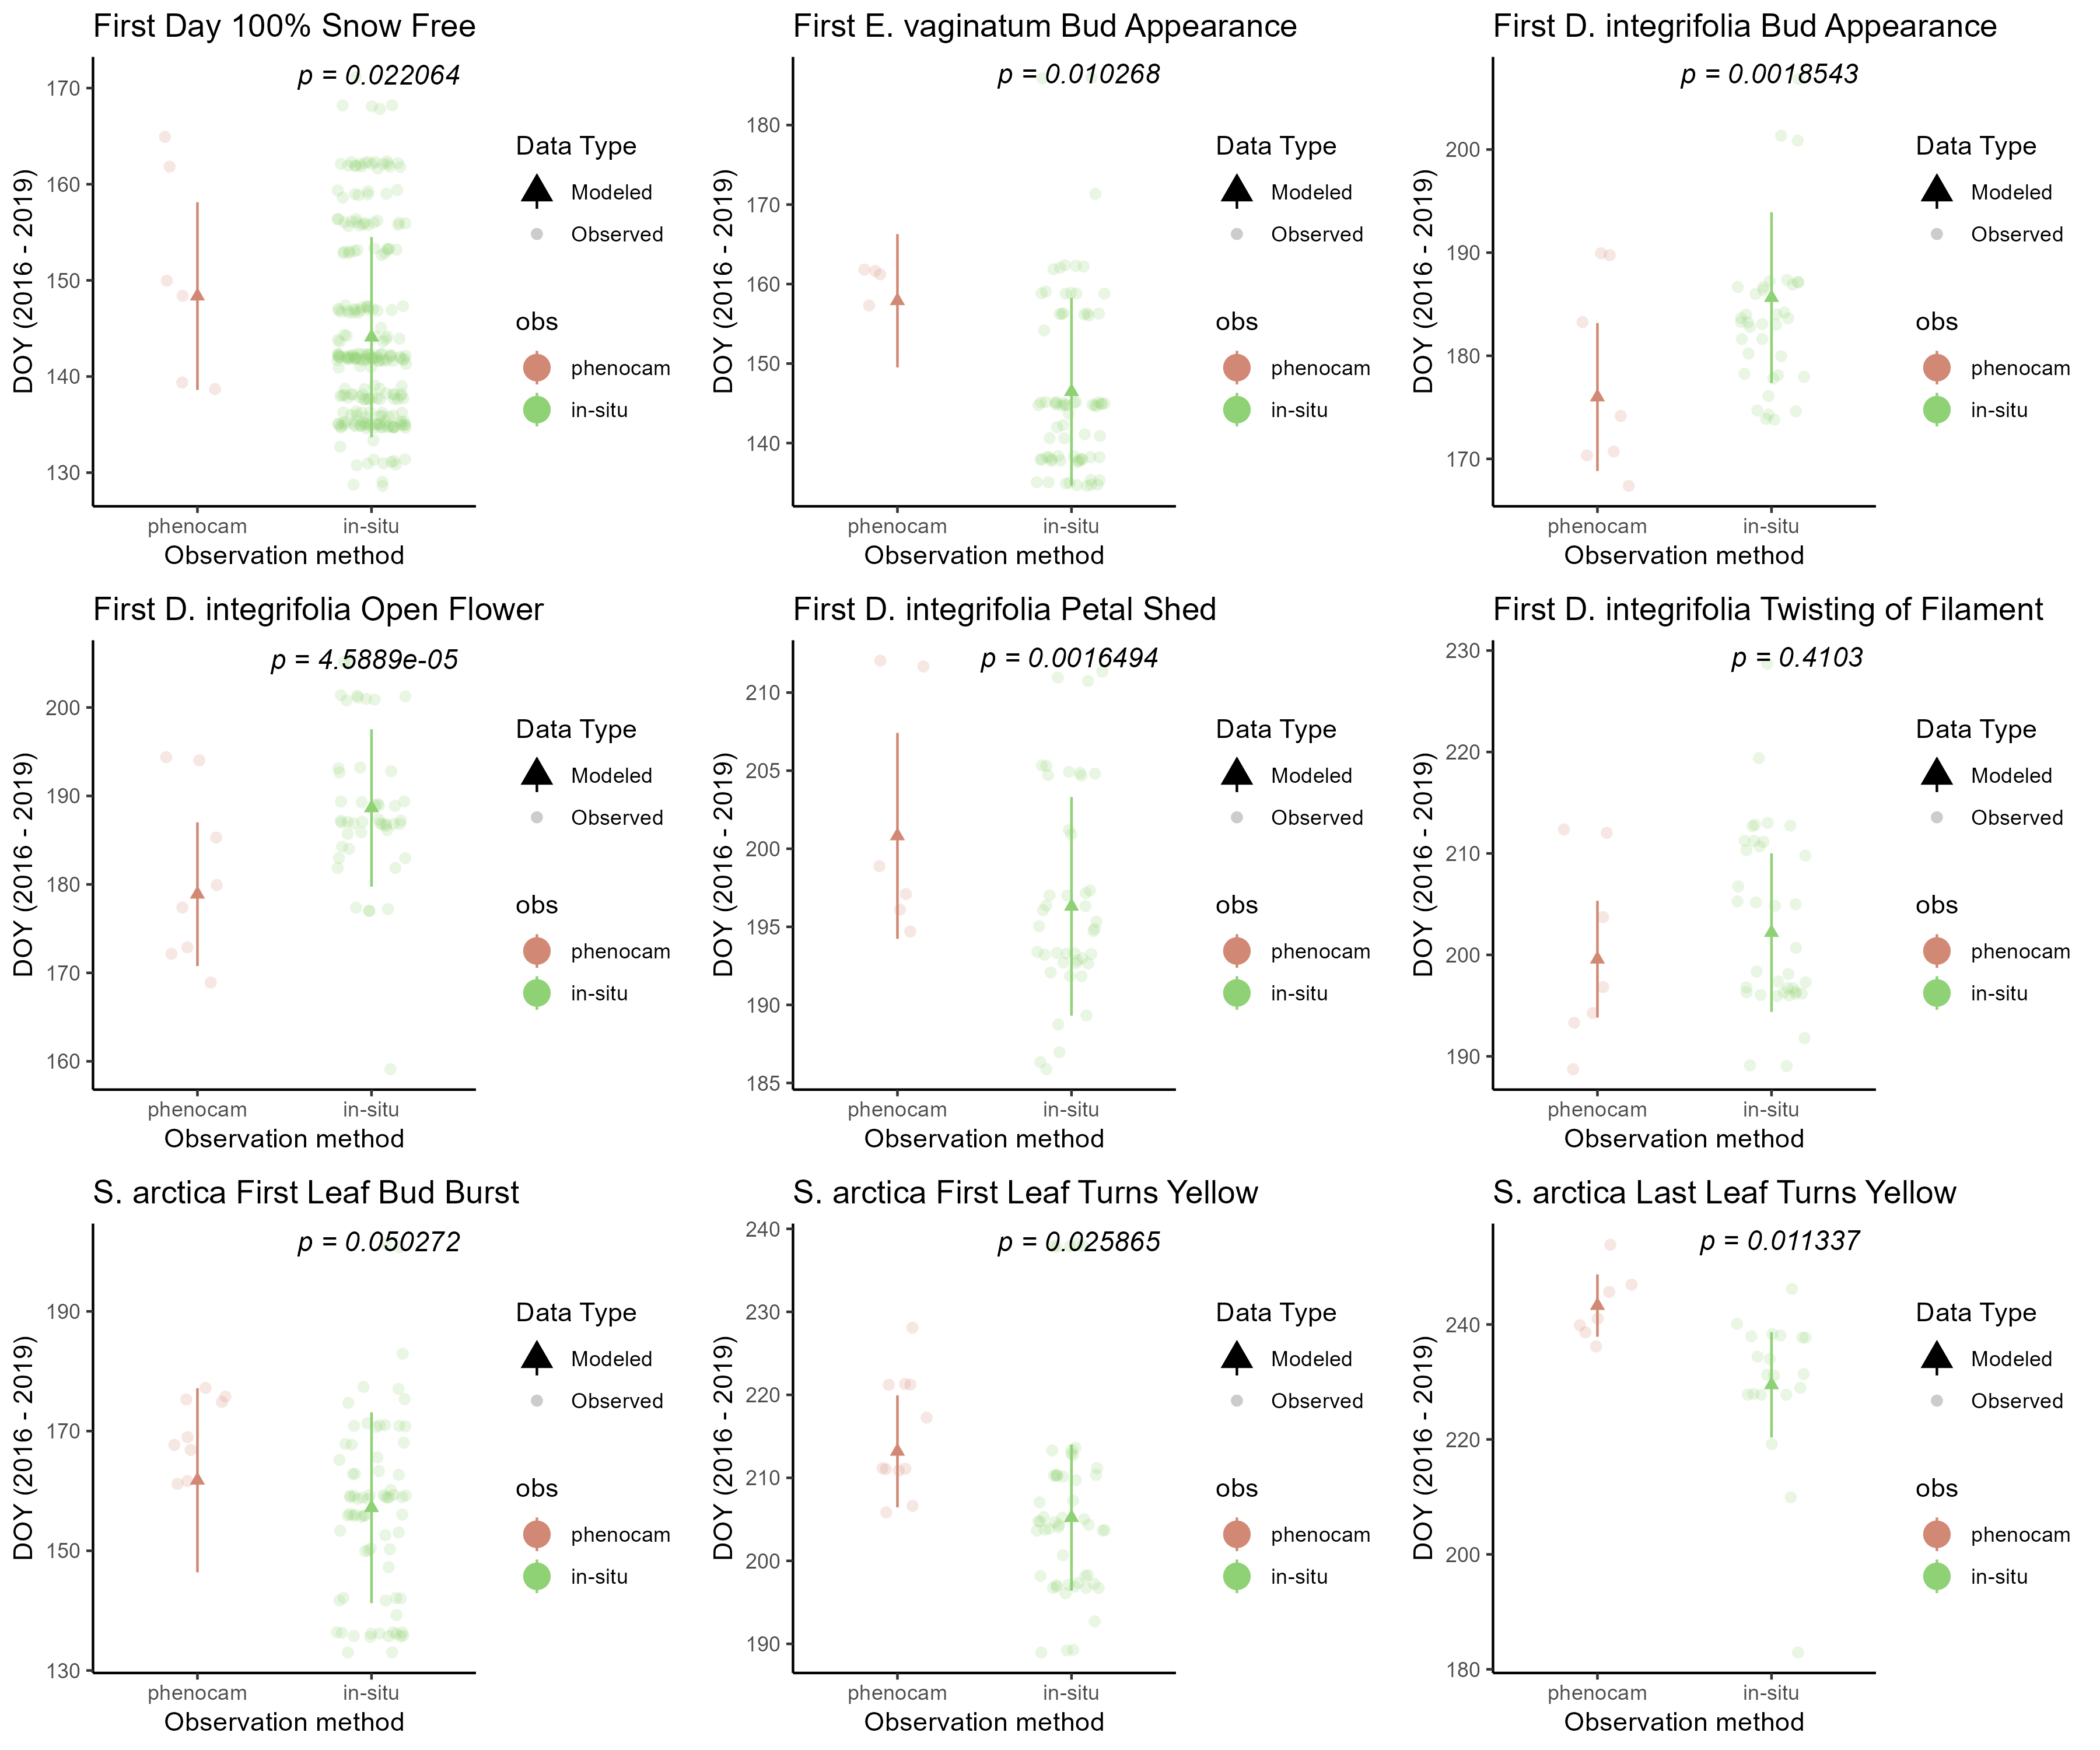 First Day 100% Snow Free
p = 0.022064
170
160
150
140
130
DOY (2016 - 2019)
phenocam
in-situ
Observation method
Data Type
Modeled
Observed
obs
phenocam
in-situ
First E. vaginatum Bud Appearance
p = 0.010268
180
170
160
150
140
DOY (2016 - 2019)
phenocam
in-situ
Observation method
Data Type
Modeled
Observed
obs
phenocam
in-situ
First D. integrifolia Bud Appearance
p = 0.0018543
200
190
180
170
DOY (2016 - 2019)
phenocam
in-situ
Observation method
Data Type
Modeled
Observed
obs
phenocam
in-situ
First D. integrifolia Open Flower
p = 4.5889e-05
200
190
180
170
160
DOY (2016 - 2019)
phenocam
in-situ
Observation method
Data Type
Modeled
Observed
obs
phenocam
in-situ
First D. integrifolia Petal Shed
p = 0.0016494
210
205
200
195
190
185
DOY (2016 - 2019)
phenocam
in-situ
Observation method
Data Type
Modeled
Observed
obs
phenocam
in-situ
First D. integrifolia Twisting of Filament
p = 0.4103
230
220
210
200
190
DOY (2016 - 2019)
phenocam
in-situ
Observation method
Data Type
Modeled
Observed
obs
phenocam
in-situ
S. arctica First Leaf Bud Burst
p = 0.050272
190
170
150
130
DOY (2016 - 2019)
phenocam
in-situ
Observation method
Data Type
Modeled
Observed
obs
phenocam
in-situ
S. arctica First Leaf Turns Yellow
p = 0.025865
240
230
220
210
200
190
DOY (2016 - 2019)
phenocam
in-situ
Observation method
Data Type
Modeled
Observed
obs
phenocam
in-situ
S. arctica Last Leaf Turns Yellow
p = 0.011337
240
220
200
180
DOY (2016 - 2019)
phenocam
in-situ
Observation method
Data Type
Modeled
Observed
obs
phenocam
in-situ